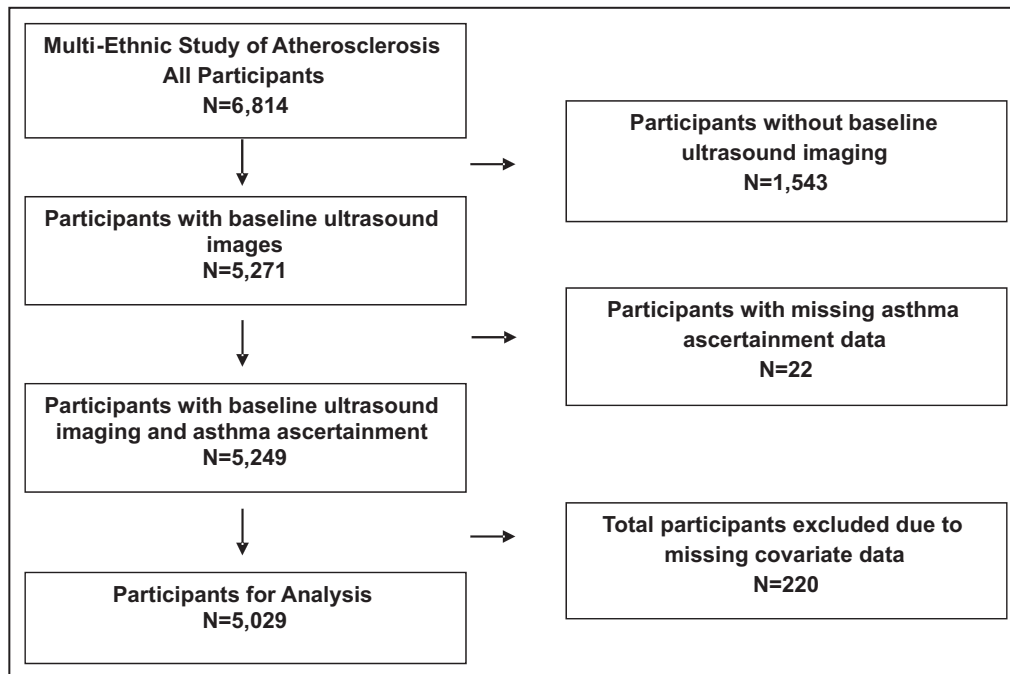 Multi-Ethnic Study of Atherosclerosis
All Participants
N=6,814
Participants without baseline
ultrasound imaging
N=1,543
Participants with baseline ultrasound
images
N=5,271
Participants with missing asthma
ascertainment data
N=22
Participants with baseline ultrasound
imaging and asthma ascertainment
N=5,249
Total participants excluded due to
missing covariate data
N=220
Participants for Analysis
N=5,029